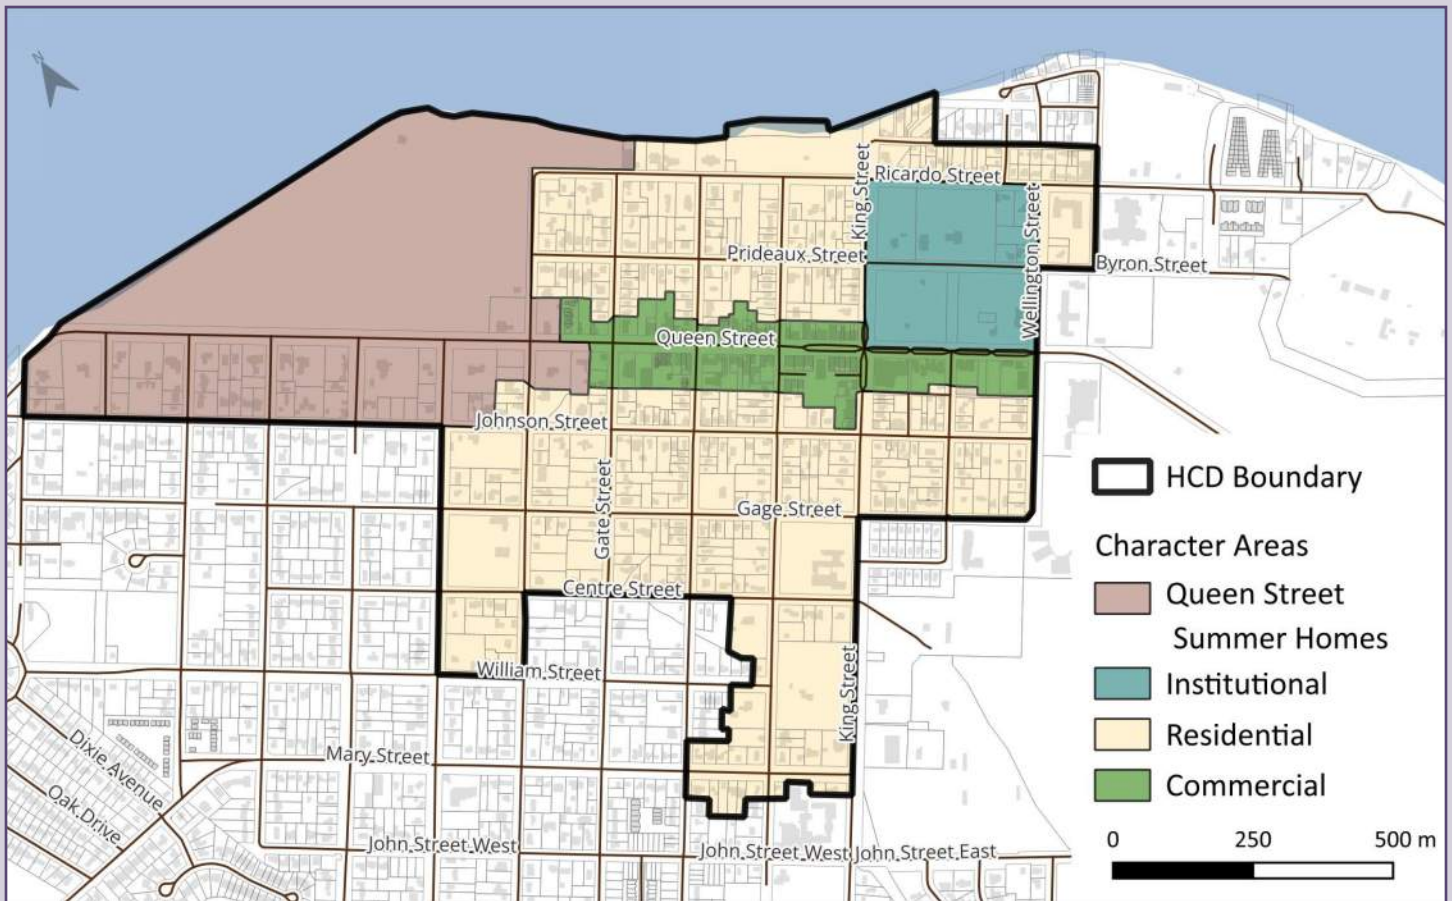 N
Ricardo Street
King Street
Prideaux Street
Wellington Street
Byron Street
Queen Street
Johnson Street
Gate Street
Gage Street
Centre Street
William Street
King Street
Mary Street
Dixie Avenue
Oak Drive
John Street West
John Street West
John Street East
HCD Boundary
Character Areas
Queen Street
Summer Homes
Institutional
Residential
Commercial
0 250 500 m